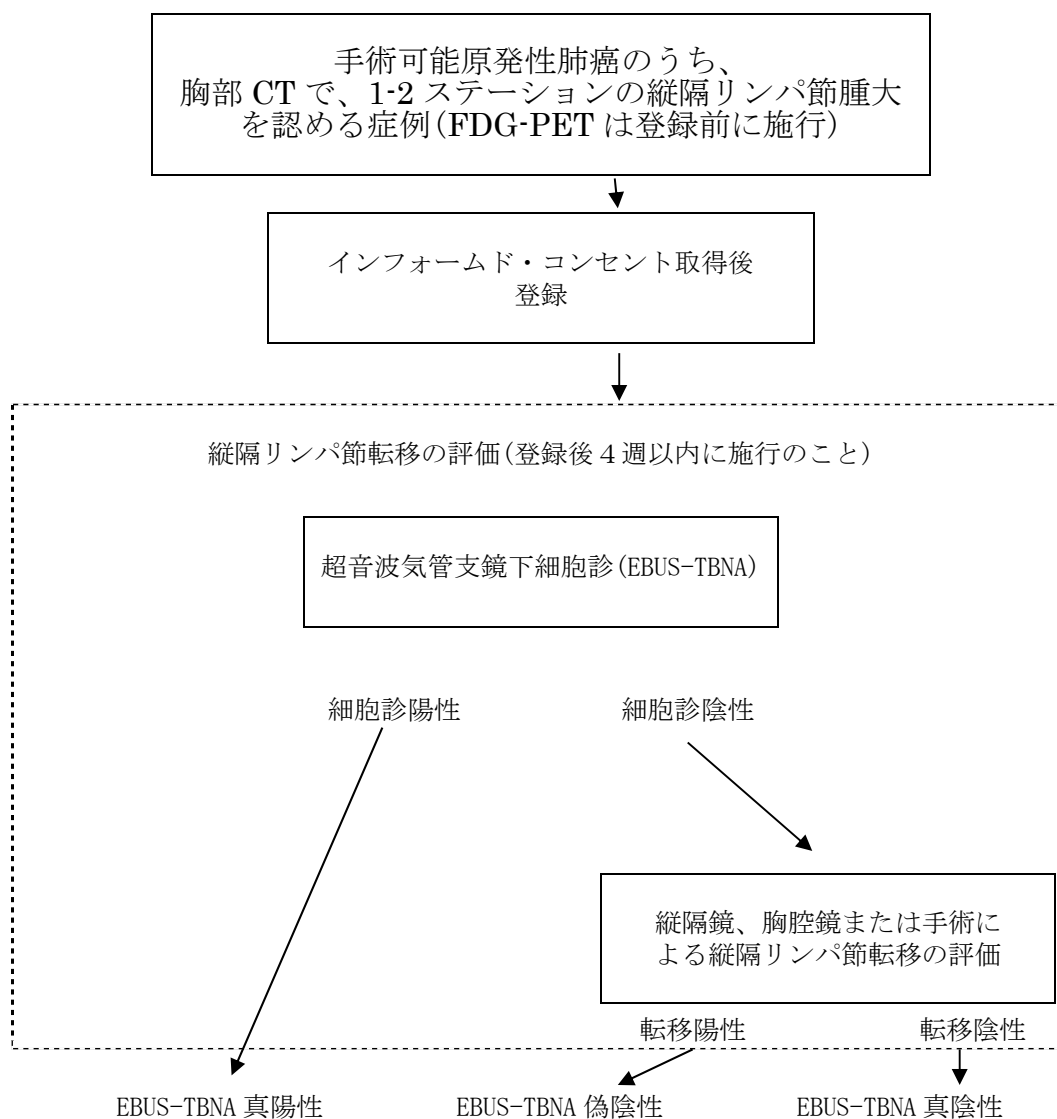 手術可能原発性肺癌のうち、
胸部 CT で、1-2 ステーションの縦隔リンパ節腫大
を認める症例(FDG-PET は登録前に施行)
インフォームド・コンセント取得後
登録
縦隔リンパ節転移の評価(登録後４週以内に施行のこと)
超音波気管支鏡下細胞診(EBUS-TBNA)
細胞診陽性
細胞診陰性
縦隔鏡、胸腔鏡または手術に
よる縦隔リンパ節転移の評価
転移陽性
転移陰性
EBUS-TBNA 真陽性
EBUS-TBNA 偽陰性
EBUS-TBNA 真陰性